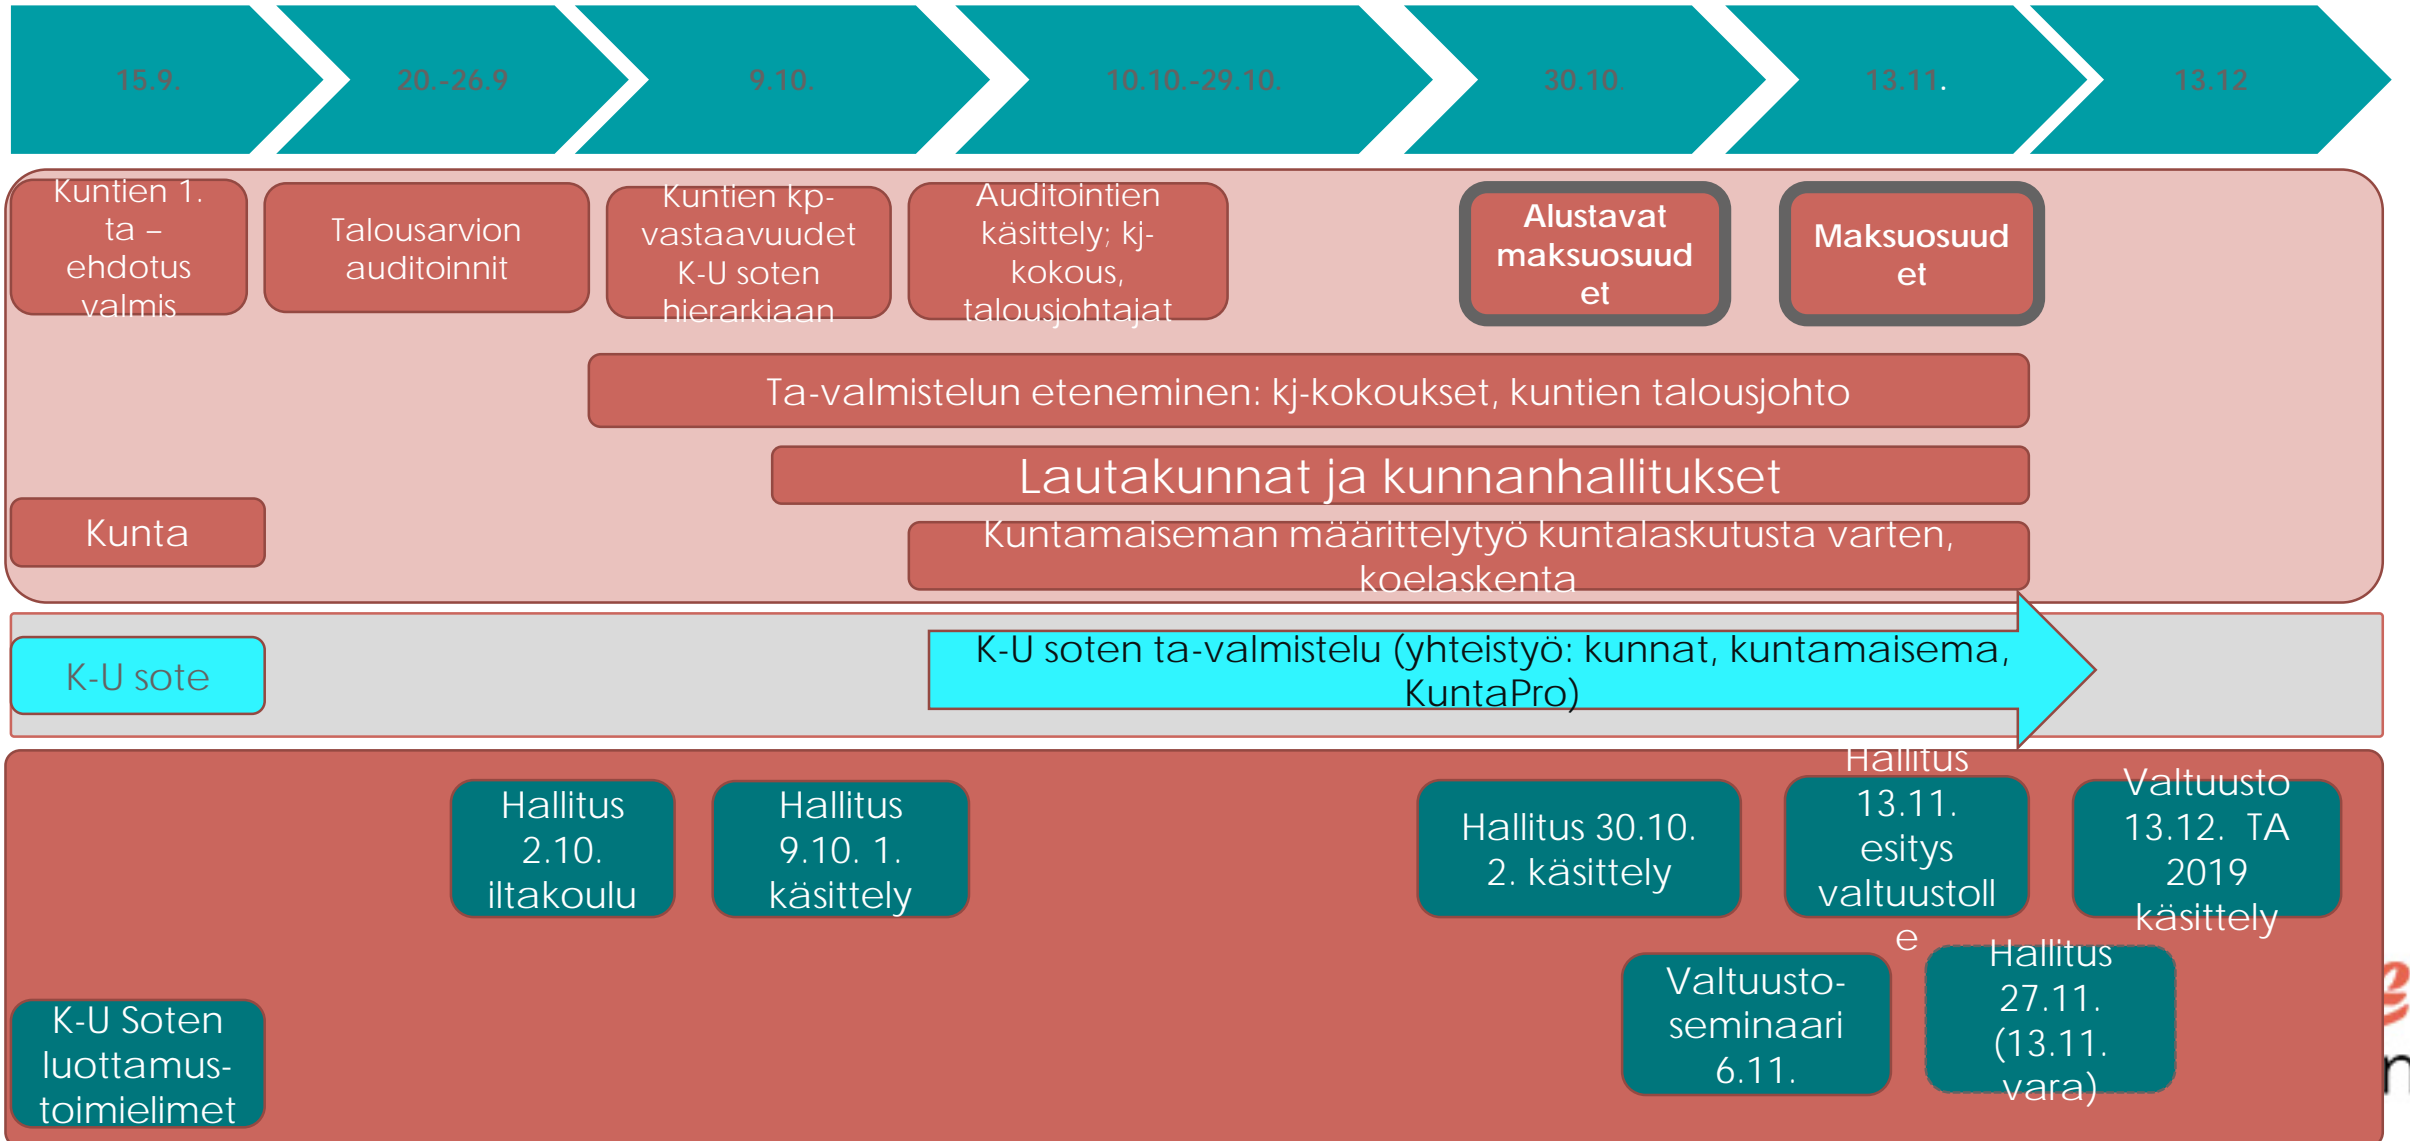 15.9.
20.-26.9
9.10.
10.10.-29.10.
30.10.
13.11.
13.12
Kuntien 1.
ta –
ehdotus
valmis
Talousarvion
auditoinnit
Kuntien kp-
vastaavuudet
K-U soten
hierarkiaan
Auditointien
käsittely; kj-
kokous,
talousjohtajat
Alustavat
maksuosuud
et
Maksuosuud
et
Ta-valmistelun eteneminen: kj-kokoukset, kuntien talousjohto
Lautakunnat ja kunnanhallitukset
Kunta
Kuntamaiseman määrittelytyö kuntalaskutusta varten,
koelaskenta
K-U sote
K-U soten ta-valmistelu (yhteistyö: kunnat, kuntamaisema,
KuntaPro)
Hallitus
2.10.
iltakoulu
Hallitus
9.10. 1.
käsittely
Hallitus 30.10.
2. käsittely
Hallitus
13.11.
esitys
valtuustoll
e
Valtuusto
13.12.  TA
2019
käsittely
Valtuusto-
seminaari
6.11.
Hallitus
27.11.
(13.11.
vara)
K-U Soten
luottamus-
toimielimet